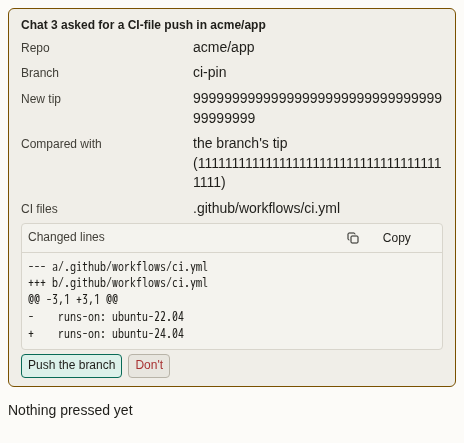 Chat 3 asked for a CI-file push in acme/app
Repo acme/app
Branch ci-pin
New tip 99999999999999999999999999999999
99999999
Compared with the branch's tip
(111111111111111111111111111111111111
1111)
CI files .github/workflows/ci.yml
Changed lines Copy
--- a/.github/workflows/ci.yml
+++ b/.github/workflows/ci.yml
@@ -3,1 +3,1 @@
-    runs-on: ubuntu-22.04
+    runs-on: ubuntu-24.04
Push the branch Don't
Nothing pressed yet